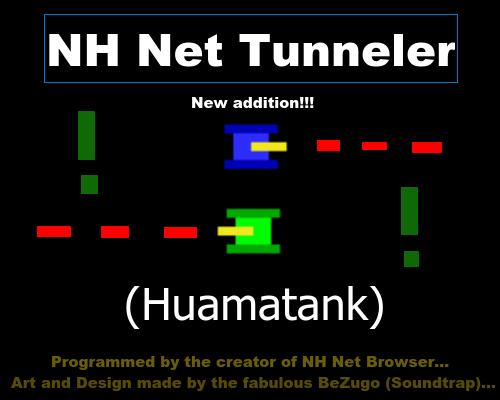 NH Net Tunneler
New addition!!!
(Huamatank)
Programmed by the creator of NH Net Browser...
Art and Design made by the fabulous BeZugo (Soundtrap)...